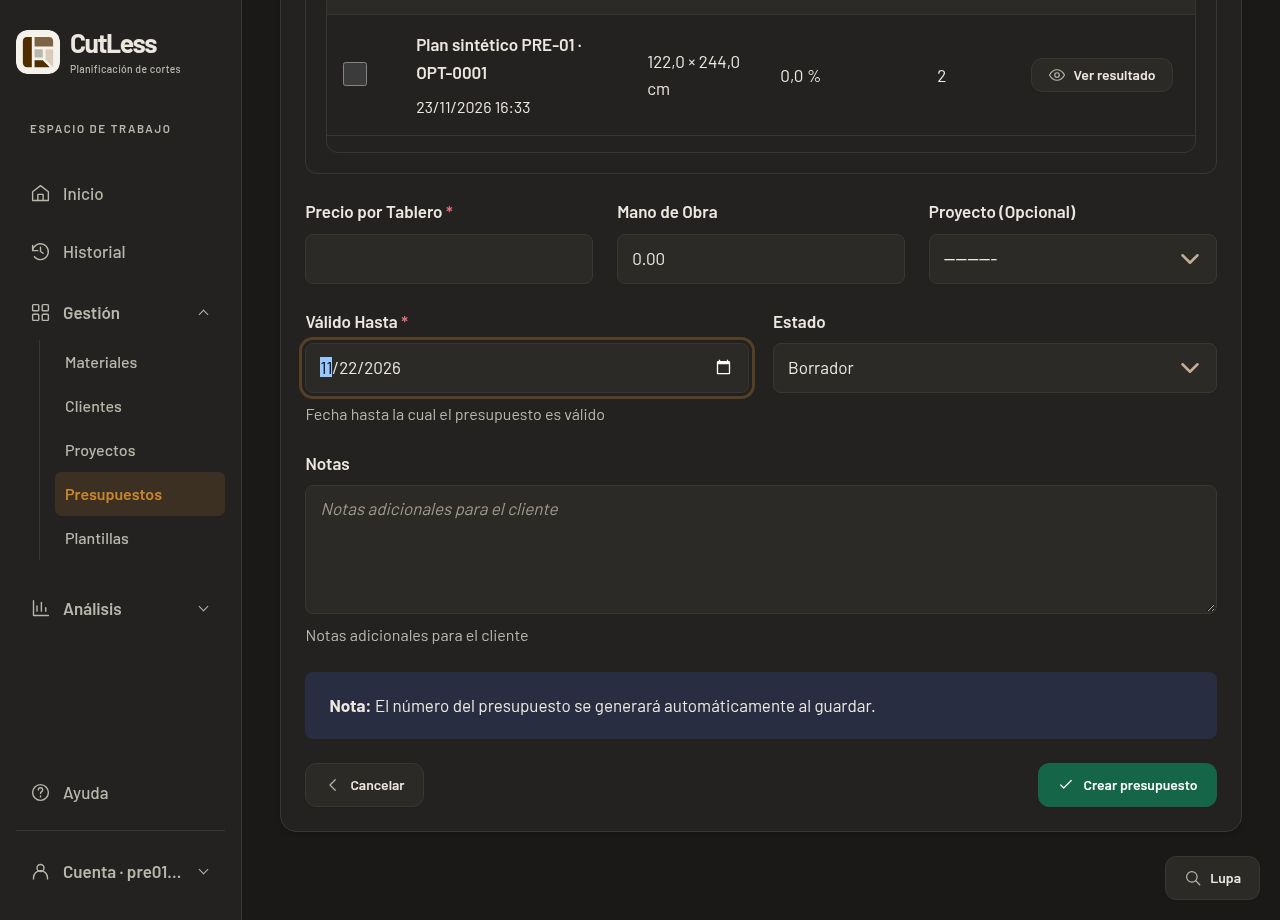 CutLess
Planificación de cortes
ESPACIO DE TRABAJO
Inicio
Historial
Gestión
Materiales
Clientes
Proyectos
Presupuestos
Plantillas
Análisis
Ayuda
Cuenta · pre01...
Plan sintético PRE-01 ·
OPT-0001
23/11/2026 16:33
122,0 × 244,0
cm
0,0 %
2
Ver resultado
Precio por Tablero *
Mano de Obra
0.00
Proyecto (Opcional)
---------
Válido Hasta *
11/22/2026
Fecha hasta la cual el presupuesto es válido
Estado
Borrador
Notas
Notas adicionales para el cliente
Notas adicionales para el cliente
Nota: El número del presupuesto se generará automáticamente al guardar.
Cancelar
Crear presupuesto
Lupa